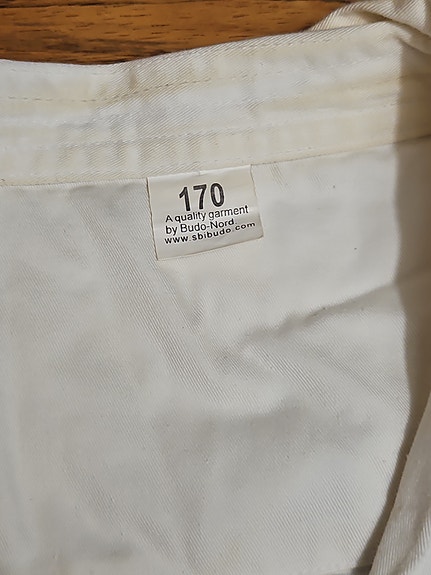 170
A quality garment
by Budo-Nord
www.sbibudo.com